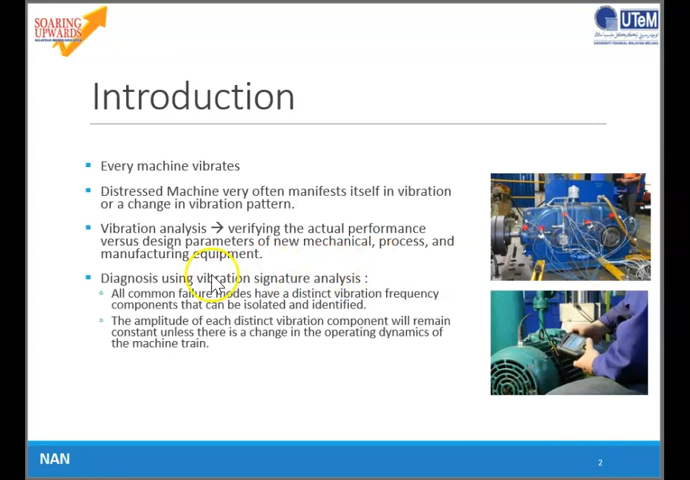 SOARING
UPWARDS
UTeM
Introduction
Every machine vibrates
Distressed Machine very often manifests itself in vibration
or a change in vibration pattern.
Vibration analysis → verifying the actual performance
versus design parameters of new mechanical, process, and
manufacturing equipment.
Diagnosis using vibration signature analysis :
All common failure modes have a distinct vibration frequency
components that can be isolated and identified.
The amplitude of each distinct vibration component will remain
constant unless there is a change in the operating dynamics of
the machine train.
NAN
2